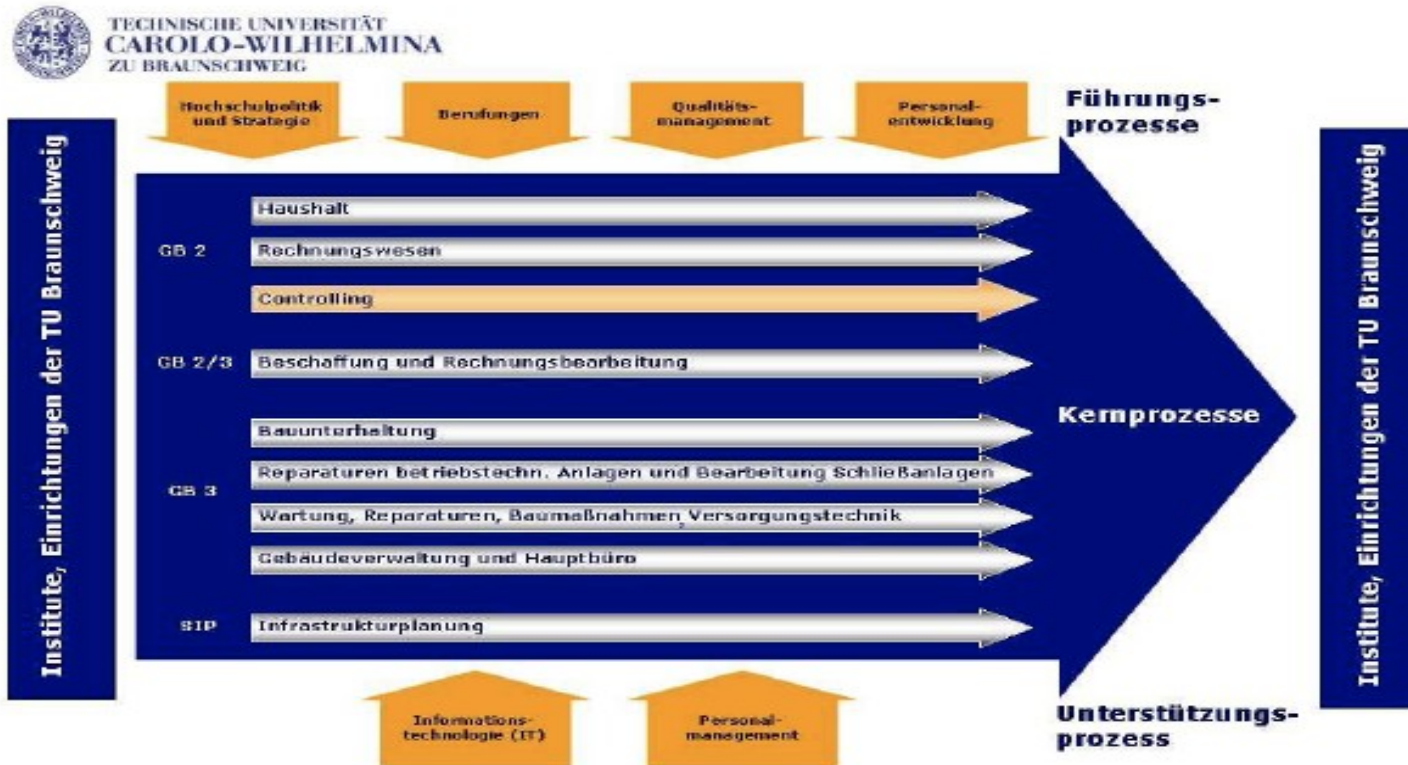 TECHNISCHE UNIVERSITÄT
CAROLO-WILHELMINA
ZU BRAUNSCHWEIG
Hochschulpolitik
und Strategie
Berufungen
Qualitäts-
management
Personal-
entwicklung
Führungs-
prozesse
Institute, Einrichtungen der TU Braunschweig
Haushalt
GB 2
Rechnungswesen
Controlling
GB 2/3
Beschaffung und Rechnungsbearbeitung
Kernprozesse
Bauunterhaltung
Reparaturen betriebstechn. Anlagen und Bearbeitung Schließanlagen
GB 3
Wartung, Reparaturen, Baumaßnahmen, Versorgungstechnik
Gebäudeverwaltung und Hauptbüro
SIP
Infrastrukturplanung
Informations-
technologie (IT)
Personal-
management
Unterstützungs-
prozess
Institute, Einrichtungen der TU Braunschweig